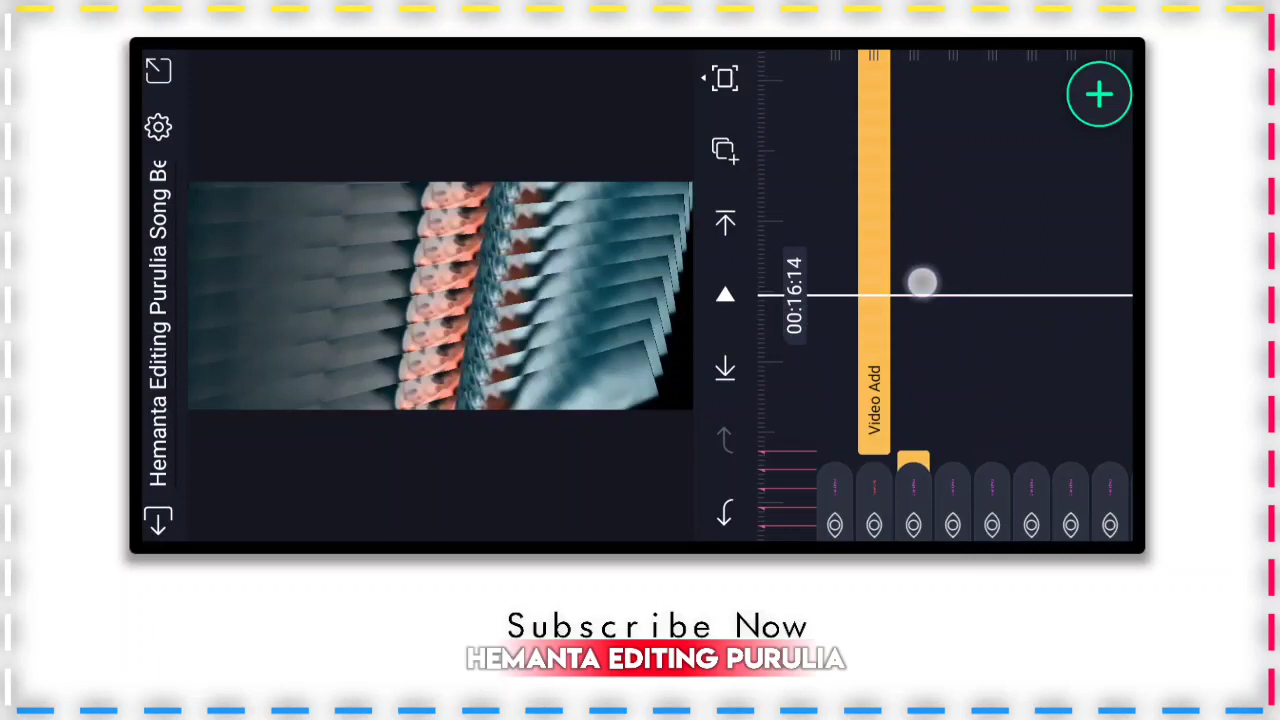 Hemanta Editing Purulia Song Be
00:16:14
Video Add
Subscribe Now
HEMANTA EDITING PURULIA